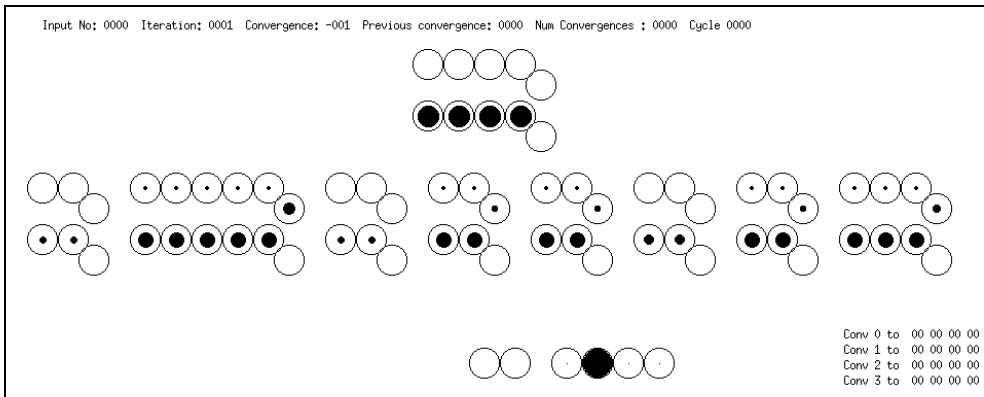 Input No: 0000 Iteration: 0001 Convergence: -001 Previous convergence: 0000 Num Convergences : 0000 Cycle 0000
Conv 0 to 00 00 00 00
Conv 1 to 00 00 00 00
Conv 2 to 00 00 00 00
Conv 3 to 00 00 00 00